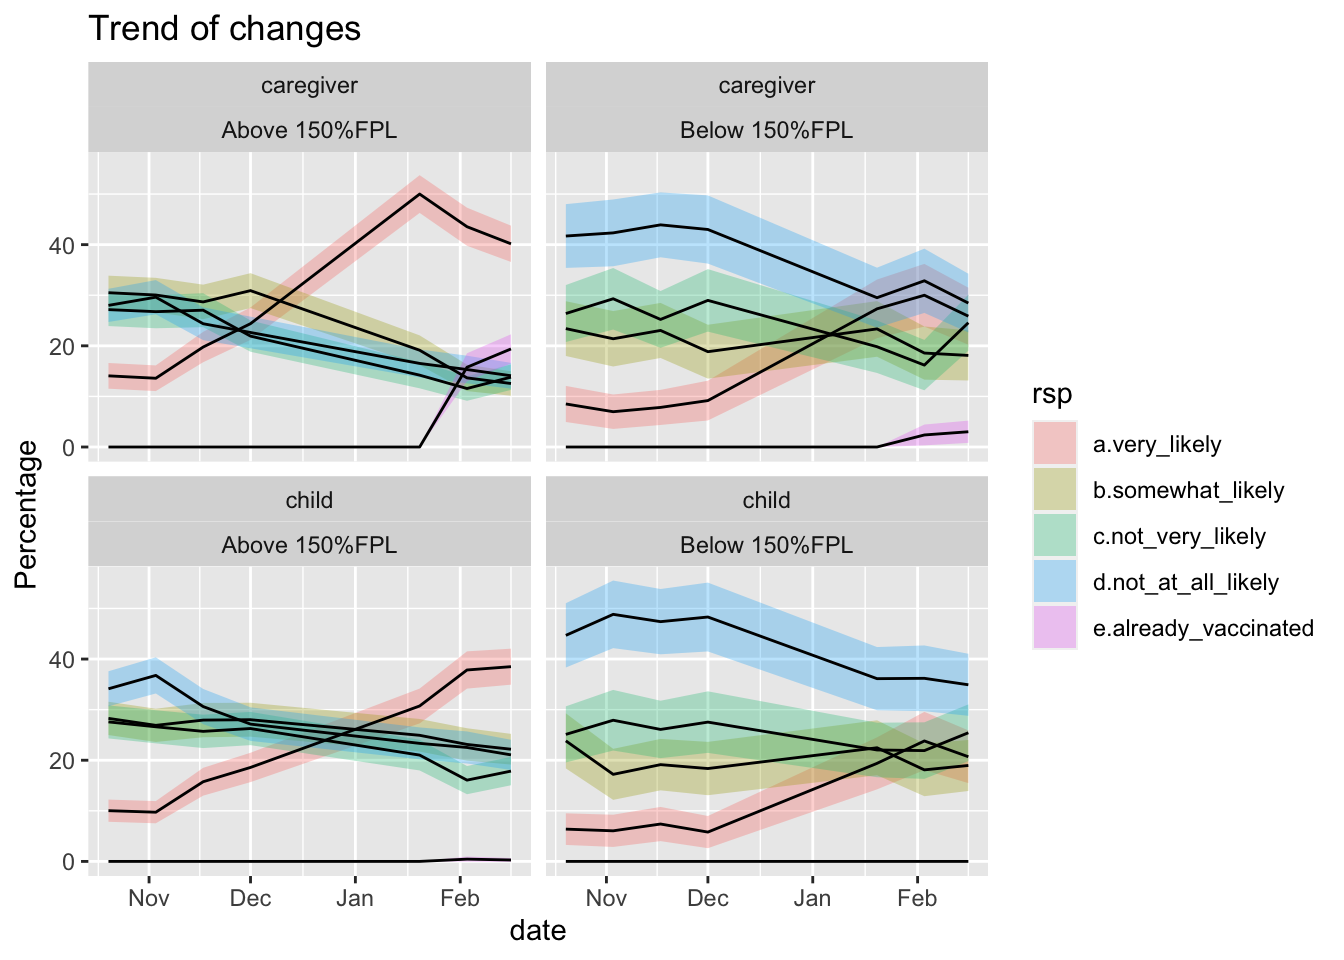 Trend of changes
caregiver
Above 150%FPL
caregiver
Below 150%FPL
40
20
0
child
Above 150%FPL
child
Below 150%FPL
40
20
0
Nov Dec Jan Feb
Nov Dec Jan Feb
date
Percentage
rsp
a.very_likely
b.somewhat_likely
c.not_very_likely
d.not_at_all_likely
e.already_vaccinated